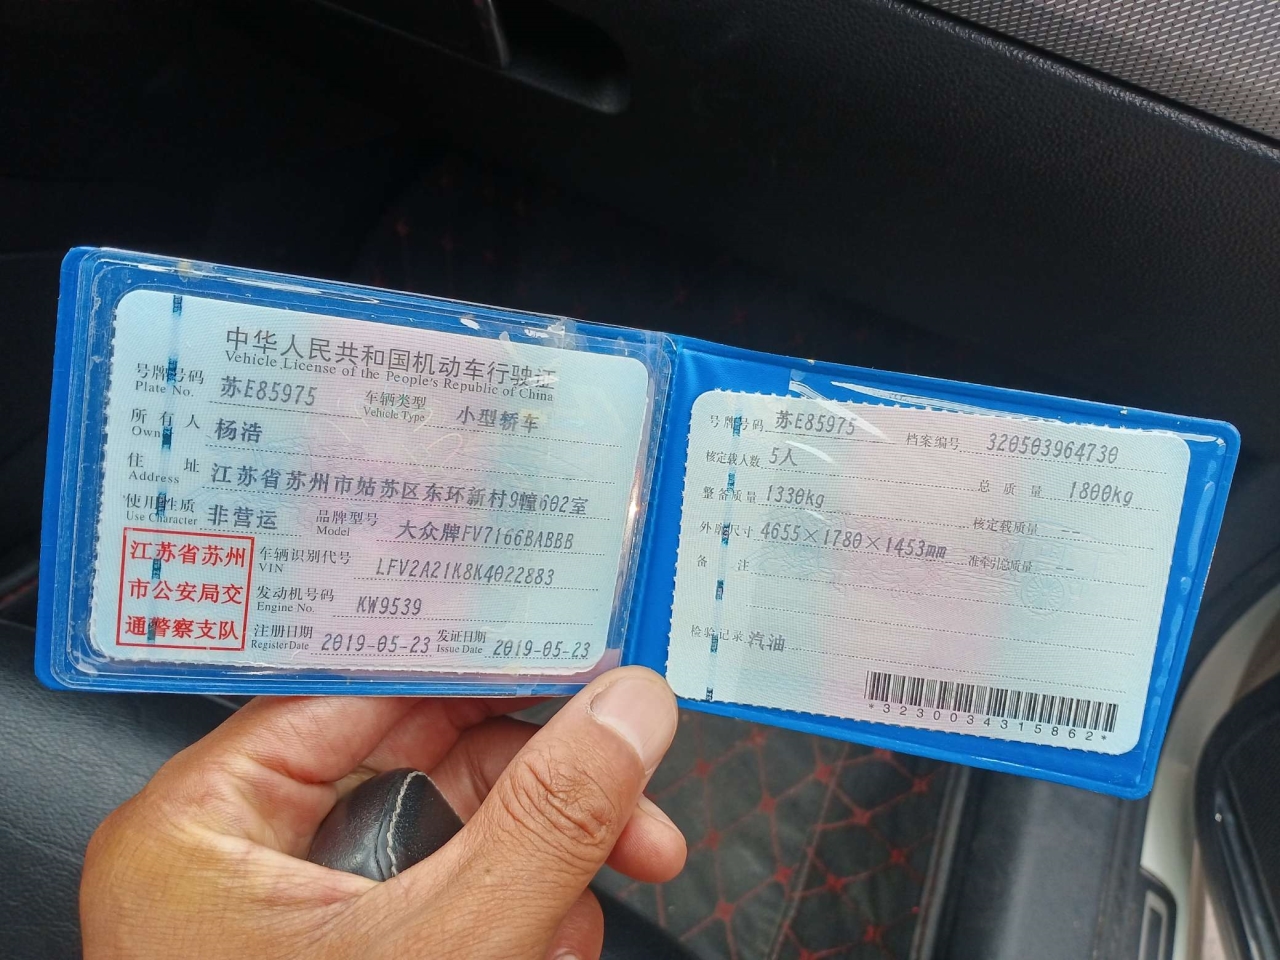 中华人民共和国机动车行驶证
Vehicle License of the People's Republic of China
号牌号码 苏E85975 车辆类型 小型轿车
Plate No. Vehicle Type
所有人 杨浩
Owner
住址 江苏省苏州市姑苏区东环新村9幢602室
Address
使用性质 非营运 品牌型号 大众牌FV7166BABBB
Use Character Model
江苏省苏州
市公安局交
通警察支队
车辆识别代号 LFV2A21K8K4022883
VIN
发动机号码 KW9539
Engine No.
注册日期 2019-05-23 发证日期 2019-05-23
Register Date Issue Date
号牌号码 苏E85975 档案编号 320503964730
核定载人数 5人 总质量 1800kg
整备质量 1330kg 核定载质量 --
外廓尺寸 4655×1780×1453mm 准牵引总质量 --
备注
检验记录 汽油
*3230034315862*